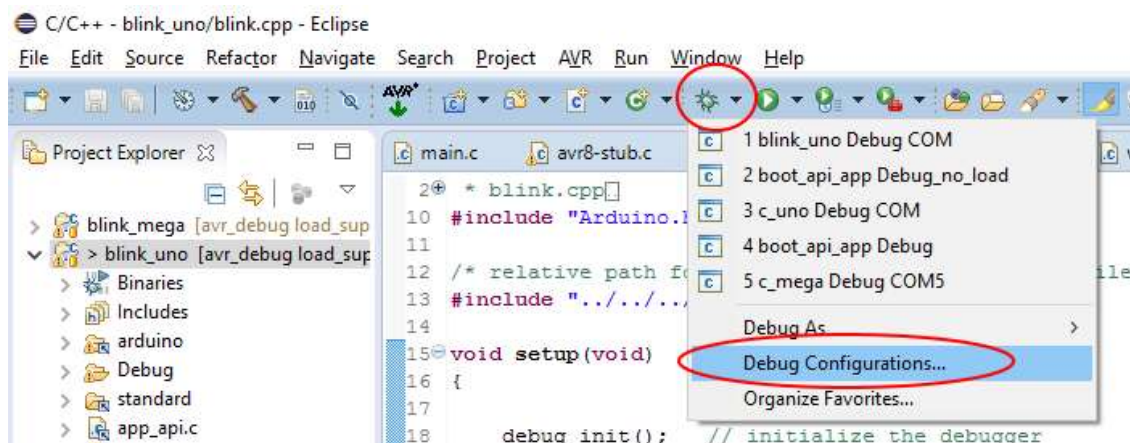 C/C++ - blink_uno/blink.cpp - Eclipse
File Edit Source Refactor Navigate Search Project AVR Run Window Help
010 AVR
Project Explorer
blink_mega [avr_debug load_sup
> blink_uno [avr_debug load_sup
Binaries
Includes
arduino
Debug
standard
app_api.c
main.c avr8-stub.c
2 * blink.cpp
10 #include "Arduino.
11
12 /* relative path fo ile
13 #include "../../../
14
15 void setup(void)
16 {
17
18 debug_init(); // initialize the debugger
1 blink_uno Debug COM
2 boot_api_app Debug_no_load
3 c_uno Debug COM
4 boot_api_app Debug
5 c_mega Debug COM5
Debug As
Debug Configurations...
Organize Favorites...